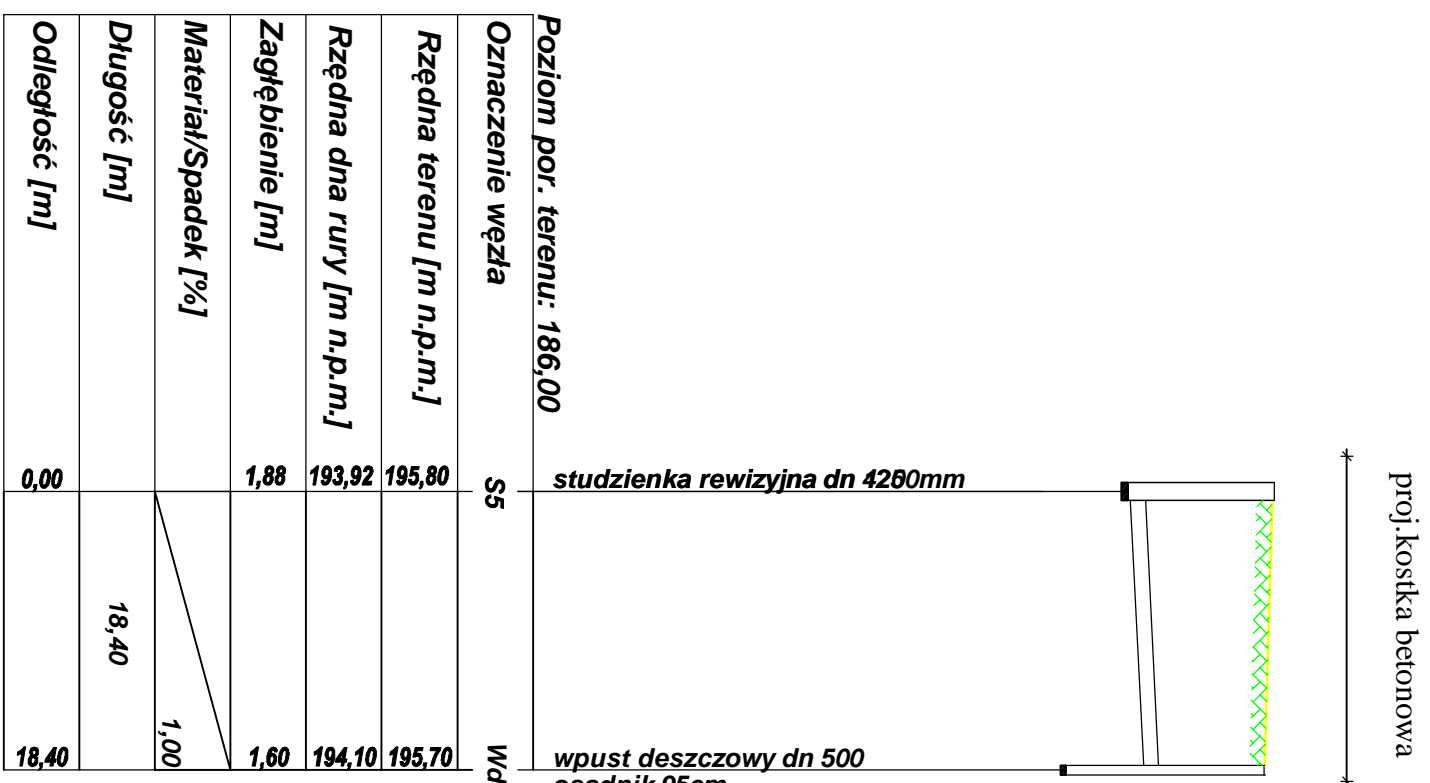 proj.kostka betonowa
studzienka rewizyjna dn
wpust deszczowy dn 500
osadnik 95cm
Poziom por. terenu: 186,00
Oznaczenie węzła S5 Wd
Rzędna terenu [m n.p.m.] 195,80 195,70
Rzędna dna rury [m n.p.m.] 193,92 194,10
Zagłębienie [m] 1,88 1,60
Materiał/Spadek [%] 1,00
Długość [m] 18,40
Odległość [m] 0,00 18,40